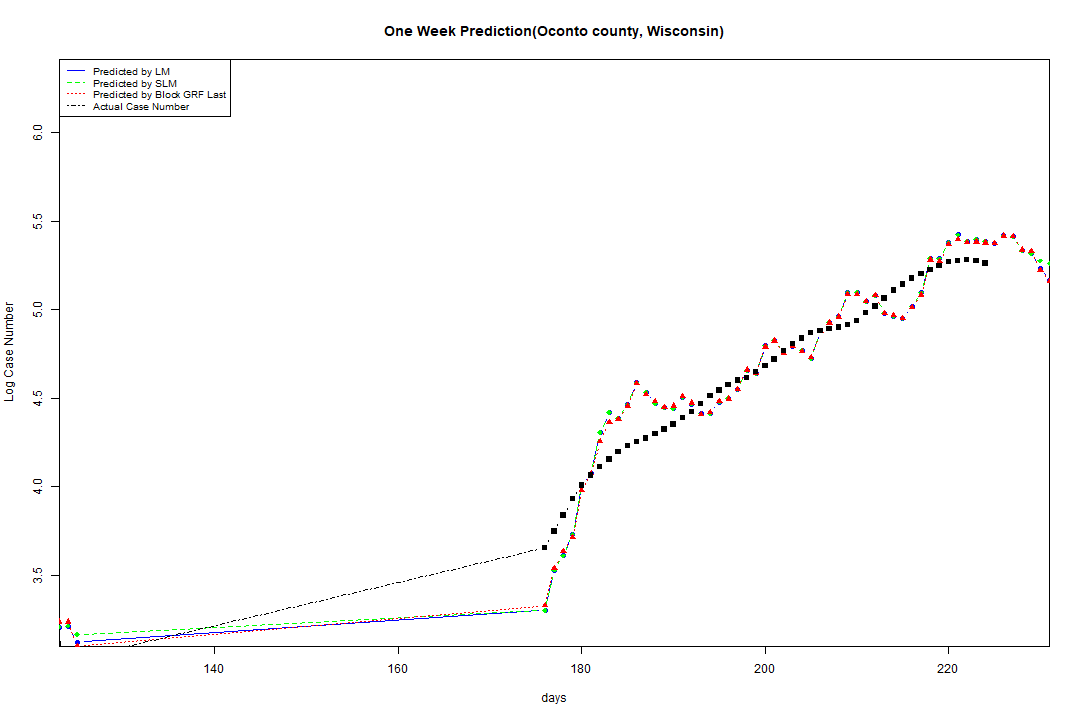 One Week Prediction(Oconto county, Wisconsin)
Predicted by LM
Predicted by SLM
Predicted by Block GRF Last
Actual Case Number
Log Case Number
6.0
5.5
5.0
4.5
4.0
3.5
140 160 180 200 220
days